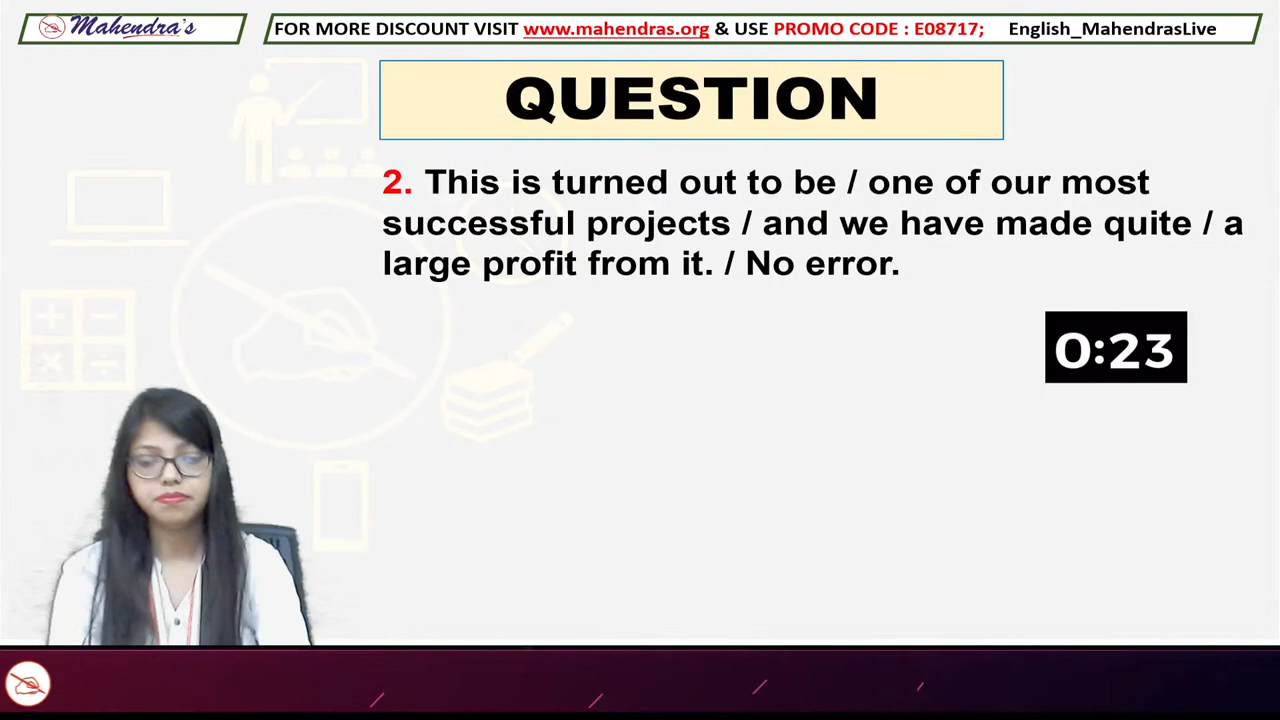 Mahendra's
FOR MORE DISCOUNT VISIT www.mahendras.org & USE PROMO CODE : E08717; English_MahendrasLive
QUESTION
2. This is turned out to be / one of our most
successful projects / and we have made quite / a
large profit from it. / No error.
0:23